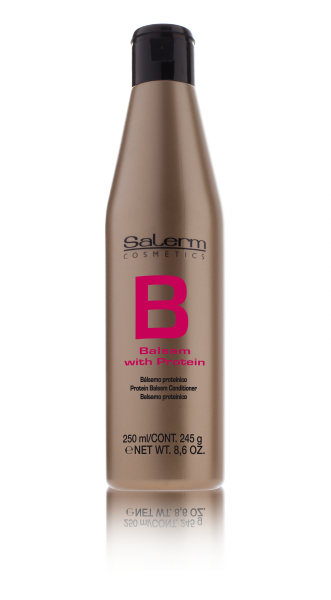 Salerm
COSMETICS
B
Balsam
with Protein
Bálsamo proteínico
Protein Balsam Conditioner
Balsamo proteinico
250 ml/CONT. 245 g
℮NET WT. 8,6 OZ.